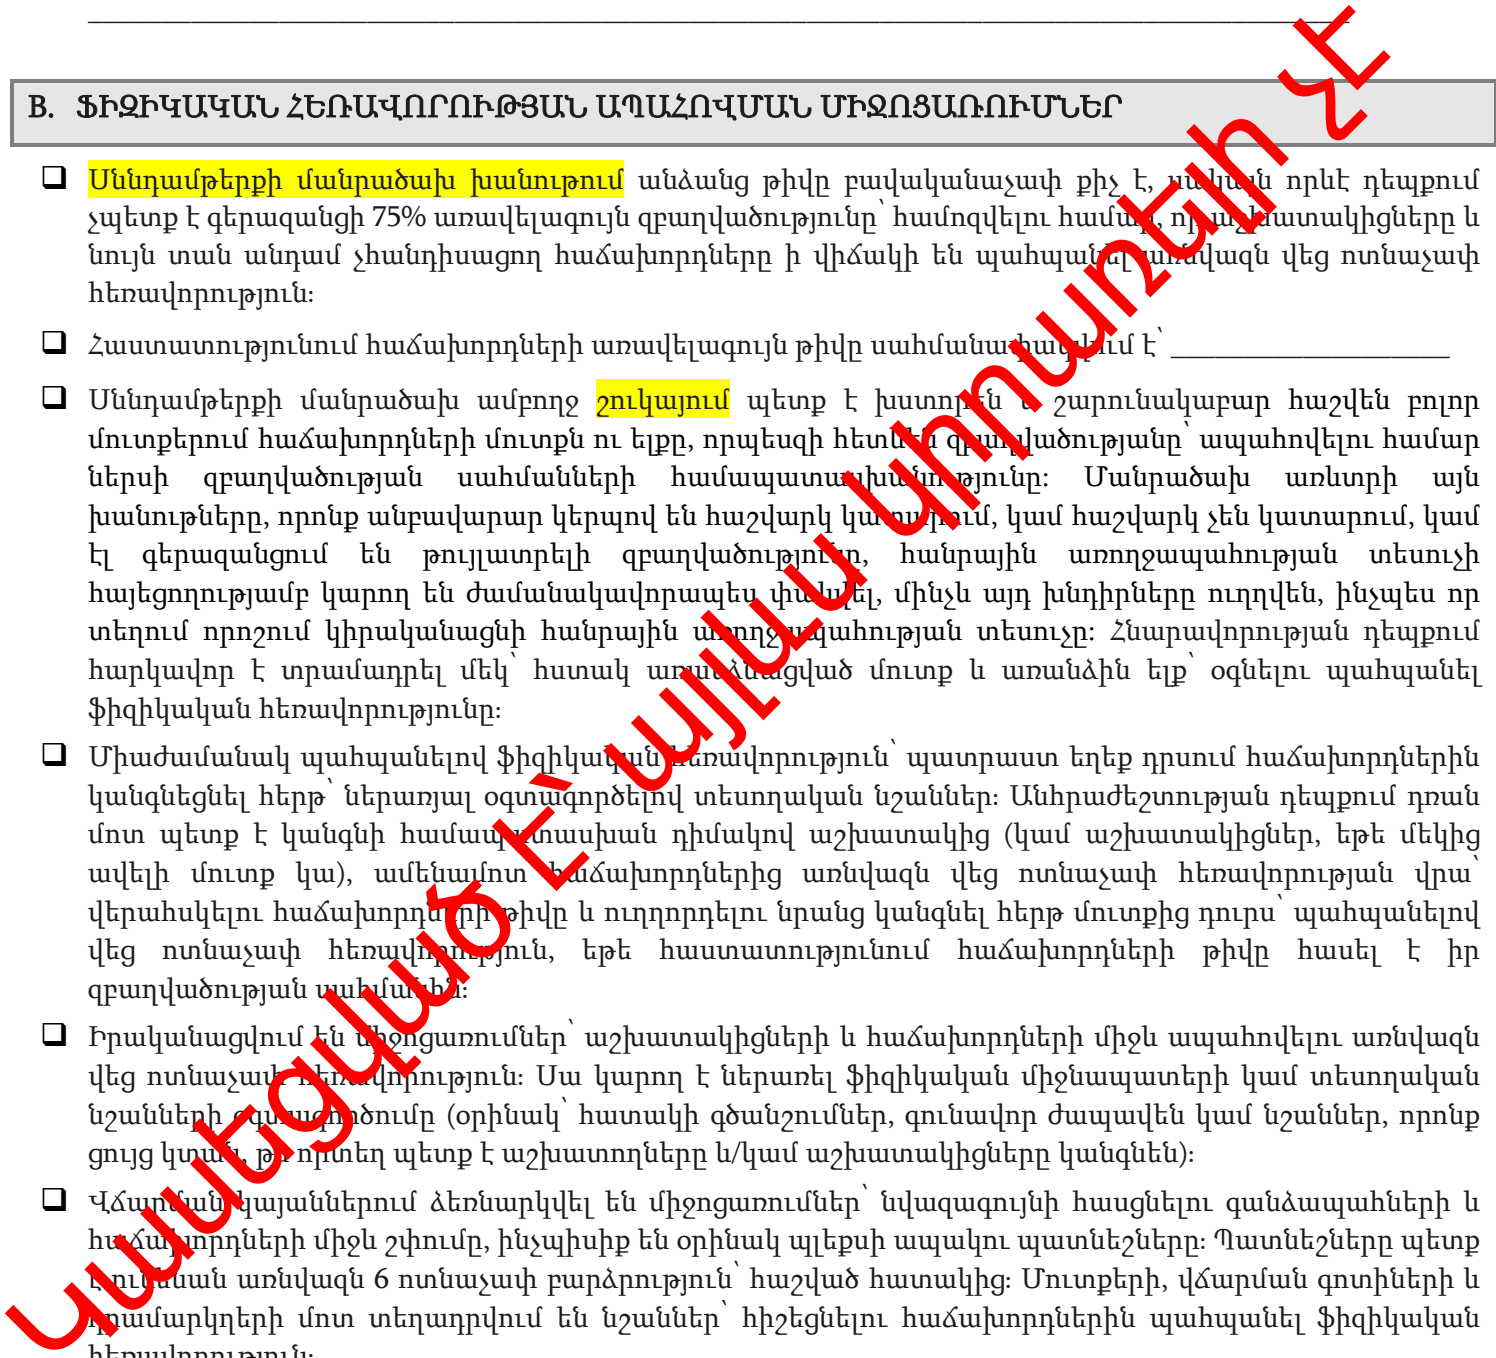 B. ՖԻԶԻԿԱԿԱՆ ՀԵՌԱՎՈՐՈՒԹՅԱՆ ԱՊԱՀՈՎՄԱՆ ՄԻՋՈՑԱՌՈՒՄՆԵՐ
❑ Մննդամթերքի մանրածախ խանութում անձանց թիվը բավականաչափ քիչ է, սակայն որևէ դեպքում
չպետք է գերազանցի 75% առավելագույն զբաղվածությունը՝ համոզվելու համար, որ աշխատակիցները և
նույն տան անդամ չհանդիսացող հաճախորդները ի վիճակի են պահպանել առնվազն վեց ոտնաչափ
հեռավորություն։
❑ Հաստատությունում հաճախորդների առավելագույն թիվը սահմանափակվում է՝ ___________________
❑ Մննդամթերքի մանրածախ ամբողջ շուկայում պետք է խստորեն և շարունակաբար հաշվեն բոլոր
մուտքերում հաճախորդների մուտքն ու ելքը, որպեսզի հետևեն զբաղվածությանը՝ ապահովելու համար
ներսի զբաղվածության սահմանների համապատասխանությունը։ Մանրածախ առևտրի այն
խանութները, որոնք անբավարար կերպով են հաշվարկ կատարում, կամ հաշվարկ չեն կատարում, կամ
էլ գերազանցում են թույլատրելի զբաղվածությունը, հանրային առողջապահության տեսուչի
հայեցողությամբ կարող են ժամանակավորապես փակվել, մինչև այդ խնդիրները ուղղվեն, ինչպես որ
տեղում որոշում կիրականացնի հանրային առողջապահության տեսուչը։ Հնարավորության դեպքում
հարկավոր է տրամադրել մեկ՝ հստակ առանձնացված մուտք և առանձին ելք՝ օգնելու պահպանել
ֆիզիկական հեռավորությունը։
❑ Միաժամանակ պահպանելով ֆիզիկական հեռավորություն՝ պատրաստ եղեք դրսում հաճախորդներին
կանգնեցնել հերթ՝ ներառյալ օգտագործելով տեսողական նշաններ։ Անհրաժեշտության դեպքում դռան
մոտ պետք է կանգնի համապատասխան դիմակով աշխատակից (կամ աշխատակիցներ, եթե մեկից
ավելի մուտք կա), ամենամոտ հաճախորդներից առնվազն վեց ոտնաչափ հեռավորության վրա՝
վերահսկելու հաճախորդների թիվը և ուղղորդելու նրանց կանգնել հերթ մուտքից դուրս՝ պահպանելով
վեց ոտնաչափ հեռավորություն, եթե հաստատությունում հաճախորդների թիվը հասել է իր
զբաղվածության սահմանին։
❑ Իրականացվում են միջոցառումներ՝ աշխատակիցների և հաճախորդների միջև ապահովելու առնվազն
վեց ոտնաչափ հեռավորություն։ Սա կարող է ներառել ֆիզիկական միջնապատերի կամ տեսողական
նշանների օգտագործումը (օրինակ՝ հատակի գծանշումներ, գունավոր ժապավեն կամ նշաններ, որոնք
ցույց կտան, թե որտեղ պետք է աշխատողները և/կամ աշխատակիցները կանգնեն)։
❑ Վճարման կայաններում ձեռնարկվել են միջոցառումներ՝ նվազագույնի հասցնելու գանձապահների և
հաճախորդների միջև շփումը, ինչպիսիք են օրինակ պլեքսի ապակու պատնեշները։ Պատնեշները պետք
է ունենան առնվազն 6 ոտնաչափ բարձրություն՝ հաշված հատակից։ Մուտքերի, վճարման գոտիների և
դրամարկղերի մոտ տեղադրվում են նշաններ՝ հիշեցնելու հաճախորդներին պահպանել ֆիզիկական
հեռավորություն։
Կասեցված է՝ այլևս կիրառելի չէ